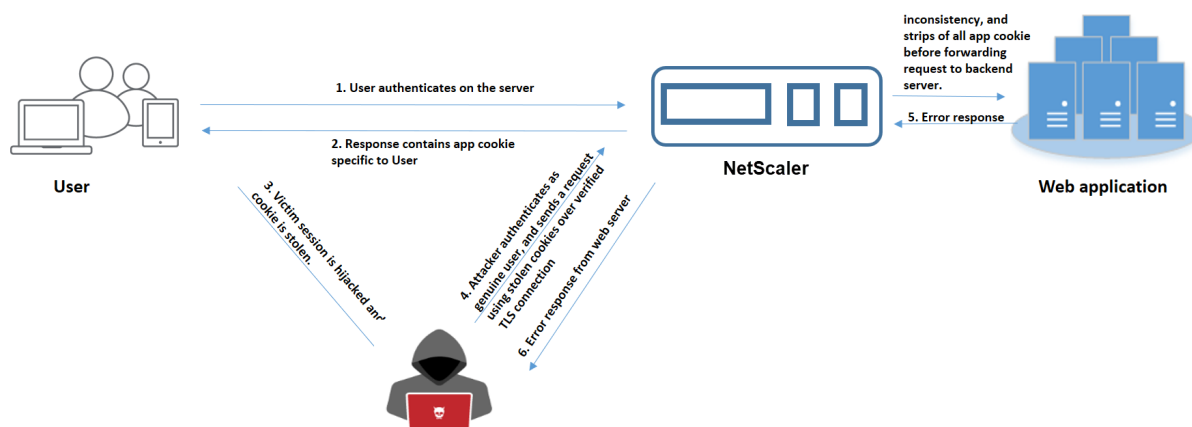 inconsistency, and
strips of all app cookie
before forwarding
request to backend
server.
1. User authenticates on the server
2. Response contains app cookie
specific to User
5. Error response
User
NetScaler
Web application
3. Victim session is hijacked and
cookie is stolen.
4. Attacker authenticates as
genuine user, and sends a request
using stolen cookies over verified
TLS connection
6. Error response from web server